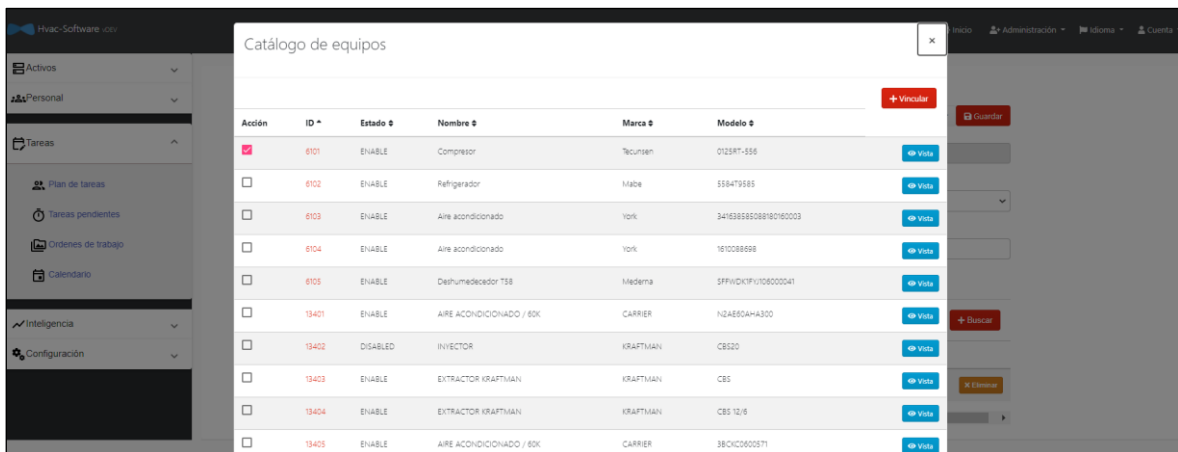 Hvac-Software
Inicio
Administración
Idioma
Cuenta
Catálogo de equipos
×
Activos
Personal
Tareas
Plan de tareas
Tareas pendientes
Ordenes de trabajo
Calendario
Inteligencia
Configuración
+ Vincular
Guardar
Acción ID Estado Nombre Marca Modelo
6101 ENABLE Compresor Tecunsen 0125RT-556 Vista
6102 ENABLE Refrigerador Mabe 5584T9585 Vista
6103 ENABLE Aire acondicionado York 341638585088180160003 Vista
6104 ENABLE Aire acondicionado York 1610088698 Vista
6105 ENABLE Deshumedecedor TS8 Mederna Vista
13401 ENABLE AIRE ACONDICIONADO / 60K CARRIER N2AE60AHA300 Vista
13402 DISABLED INYECTOR KRAFTMAN CBS20 Vista
13403 ENABLE EXTRACTOR KRAFTMAN KRAFTMAN CBS Vista
13404 ENABLE EXTRACTOR KRAFTMAN KRAFTMAN CBS 12/6 Vista
13405 ENABLE AIRE ACONDICIONADO / 60K CARRIER 3BCKC0600571 Vista
+ Buscar
× Eliminar